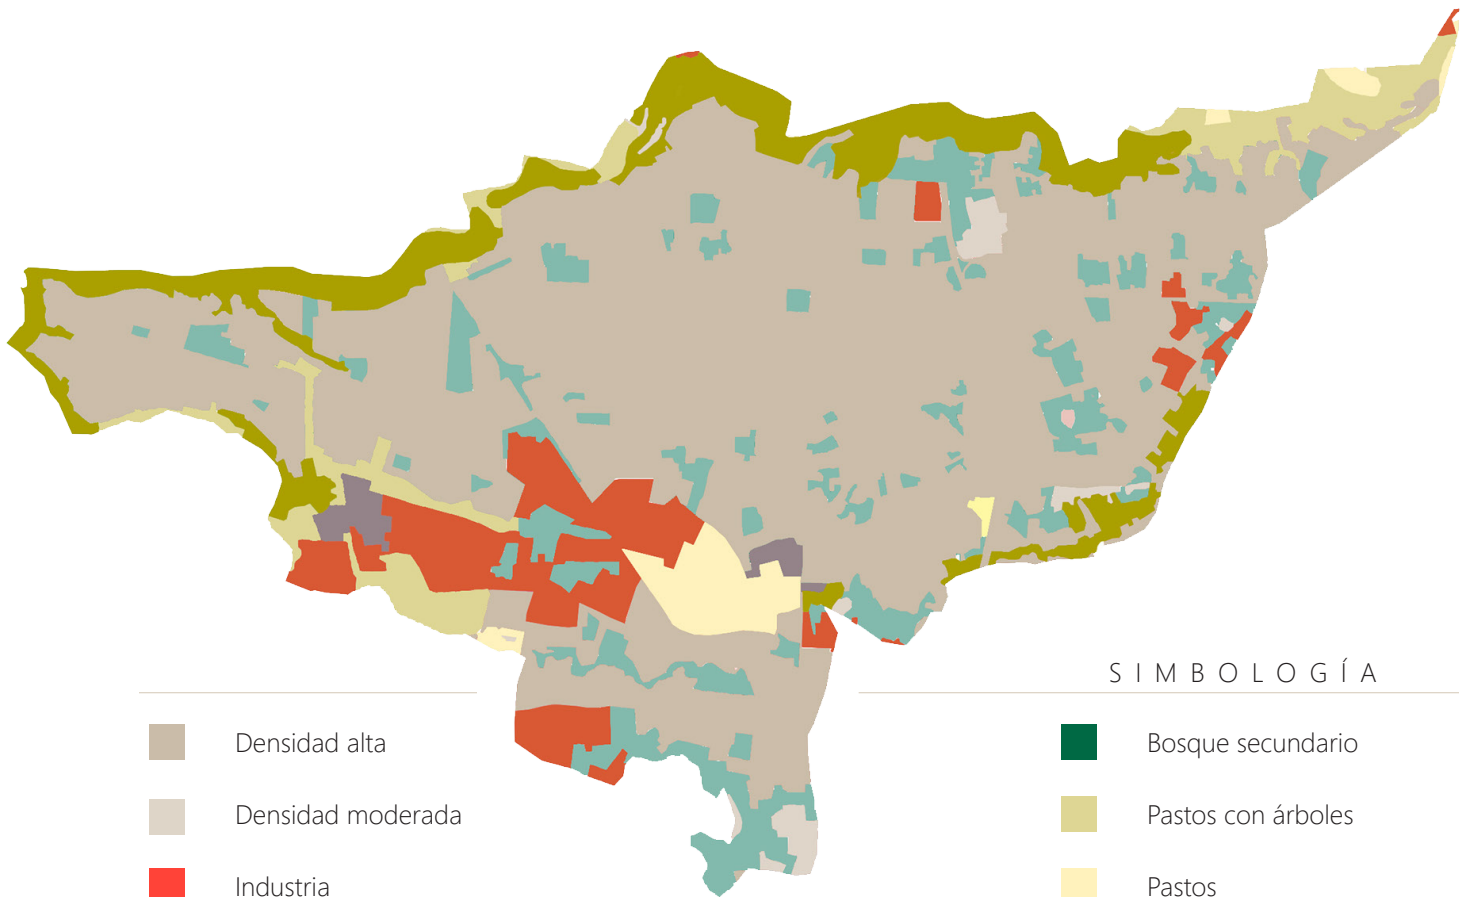 SIMBOLOGÍA
Densidad alta
Densidad moderada
Industria
Bosque secundario
Pastos con árboles
Pastos